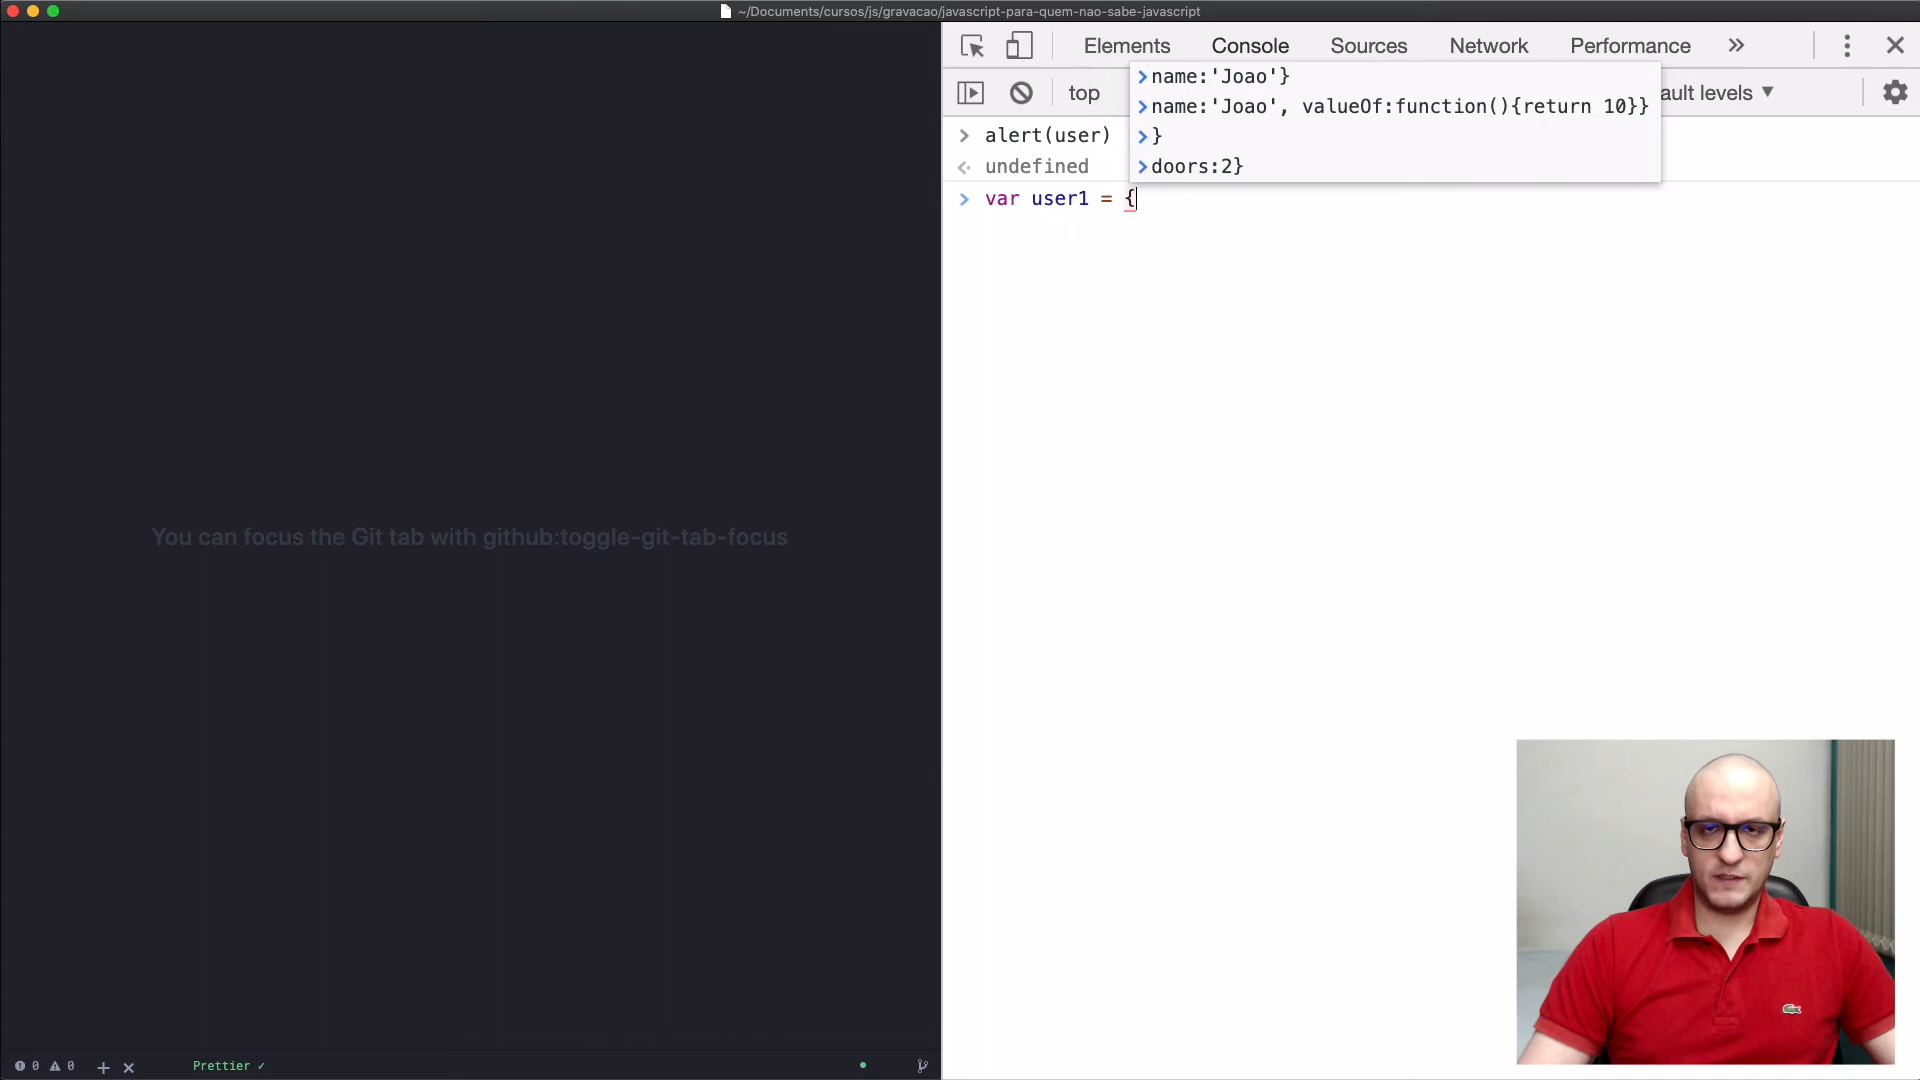 ~/Documents/cursos/js/gravacao/javascript-para-quem-nao-sabe-javascript
Elements Console Sources Network Performance »
top ault levels ▼
name:'Joao'}
name:'Joao', valueOf:function(){return 10}}
}
doors:2}
alert(user)
undefined
var user1 = {
You can focus the Git tab with github:toggle-git-tab-focus
0 0 + × Prettier ✓